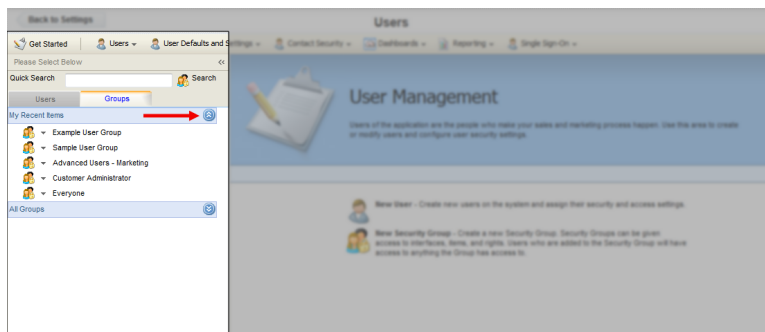 Back to Settings
Users
Get Started Users User Defaults and Settings Contact Security Dashboards Reporting Single Sign-On
Please Select Below
Quick Search Search
Users Groups
My Recent Items
Example User Group
Sample User Group
Advanced Users - Marketing
Customer Administrator
Everyone
All Groups
User Management
Users of the application are the people who make your sales and marketing process happen. Use this area to create
or modify users and configure user security settings.
New User - Create new users on the system and assign their security and access settings.
New Security Group - Create a new Security Group. Security Groups can be given
access to interfaces, items, and rights. Users who are added to the Security Group will have
access to anything the Group has access to.